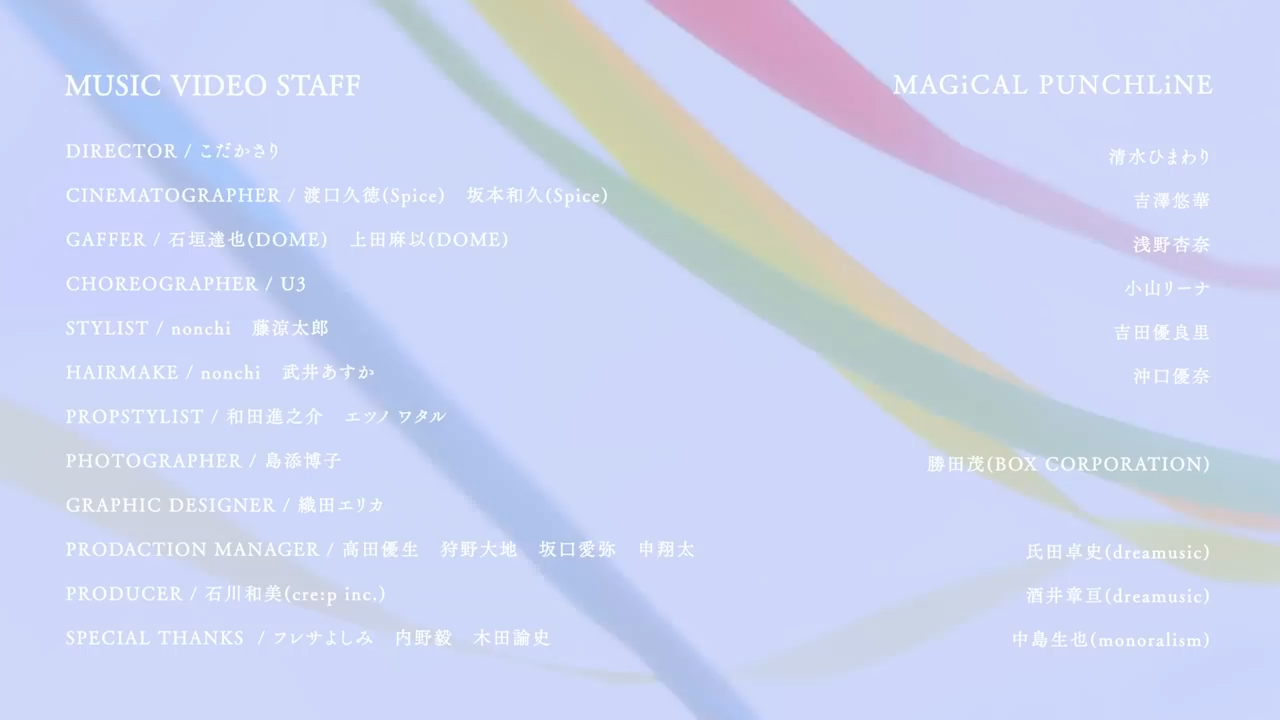 MUSIC VIDEO STAFF
DIRECTOR / こだかさり
CINEMATOGRAPHER / 渡口久徳(Spice)　坂本和久(Spice)
GAFFER / 石垣達也(DOME)　上田麻以(DOME)
CHOREOGRAPHER / U3
STYLIST / nonchi　藤涼太郎
HAIRMAKE / nonchi　武井あすか
PROPSTYLIST / 和田進之介　エツノ ワタル
PHOTOGRAPHER / 島添博子
GRAPHIC DESIGNER / 織田エリカ
PRODACTION MANAGER / 高田優生　狩野大地　坂口愛弥　申翔太
PRODUCER / 石川和美(cre:p inc.)
SPECIAL THANKS / フレサよしみ　内野毅　木田諭史
MAGiCAL PUNCHLiNE
清水ひまわり
吉澤悠華
浅野杏奈
小山リーナ
吉田優良里
沖口優奈
勝田茂(BOX CORPORATION)
氏田卓史(dreamusic)
酒井章亘(dreamusic)
中島生也(monoralism)